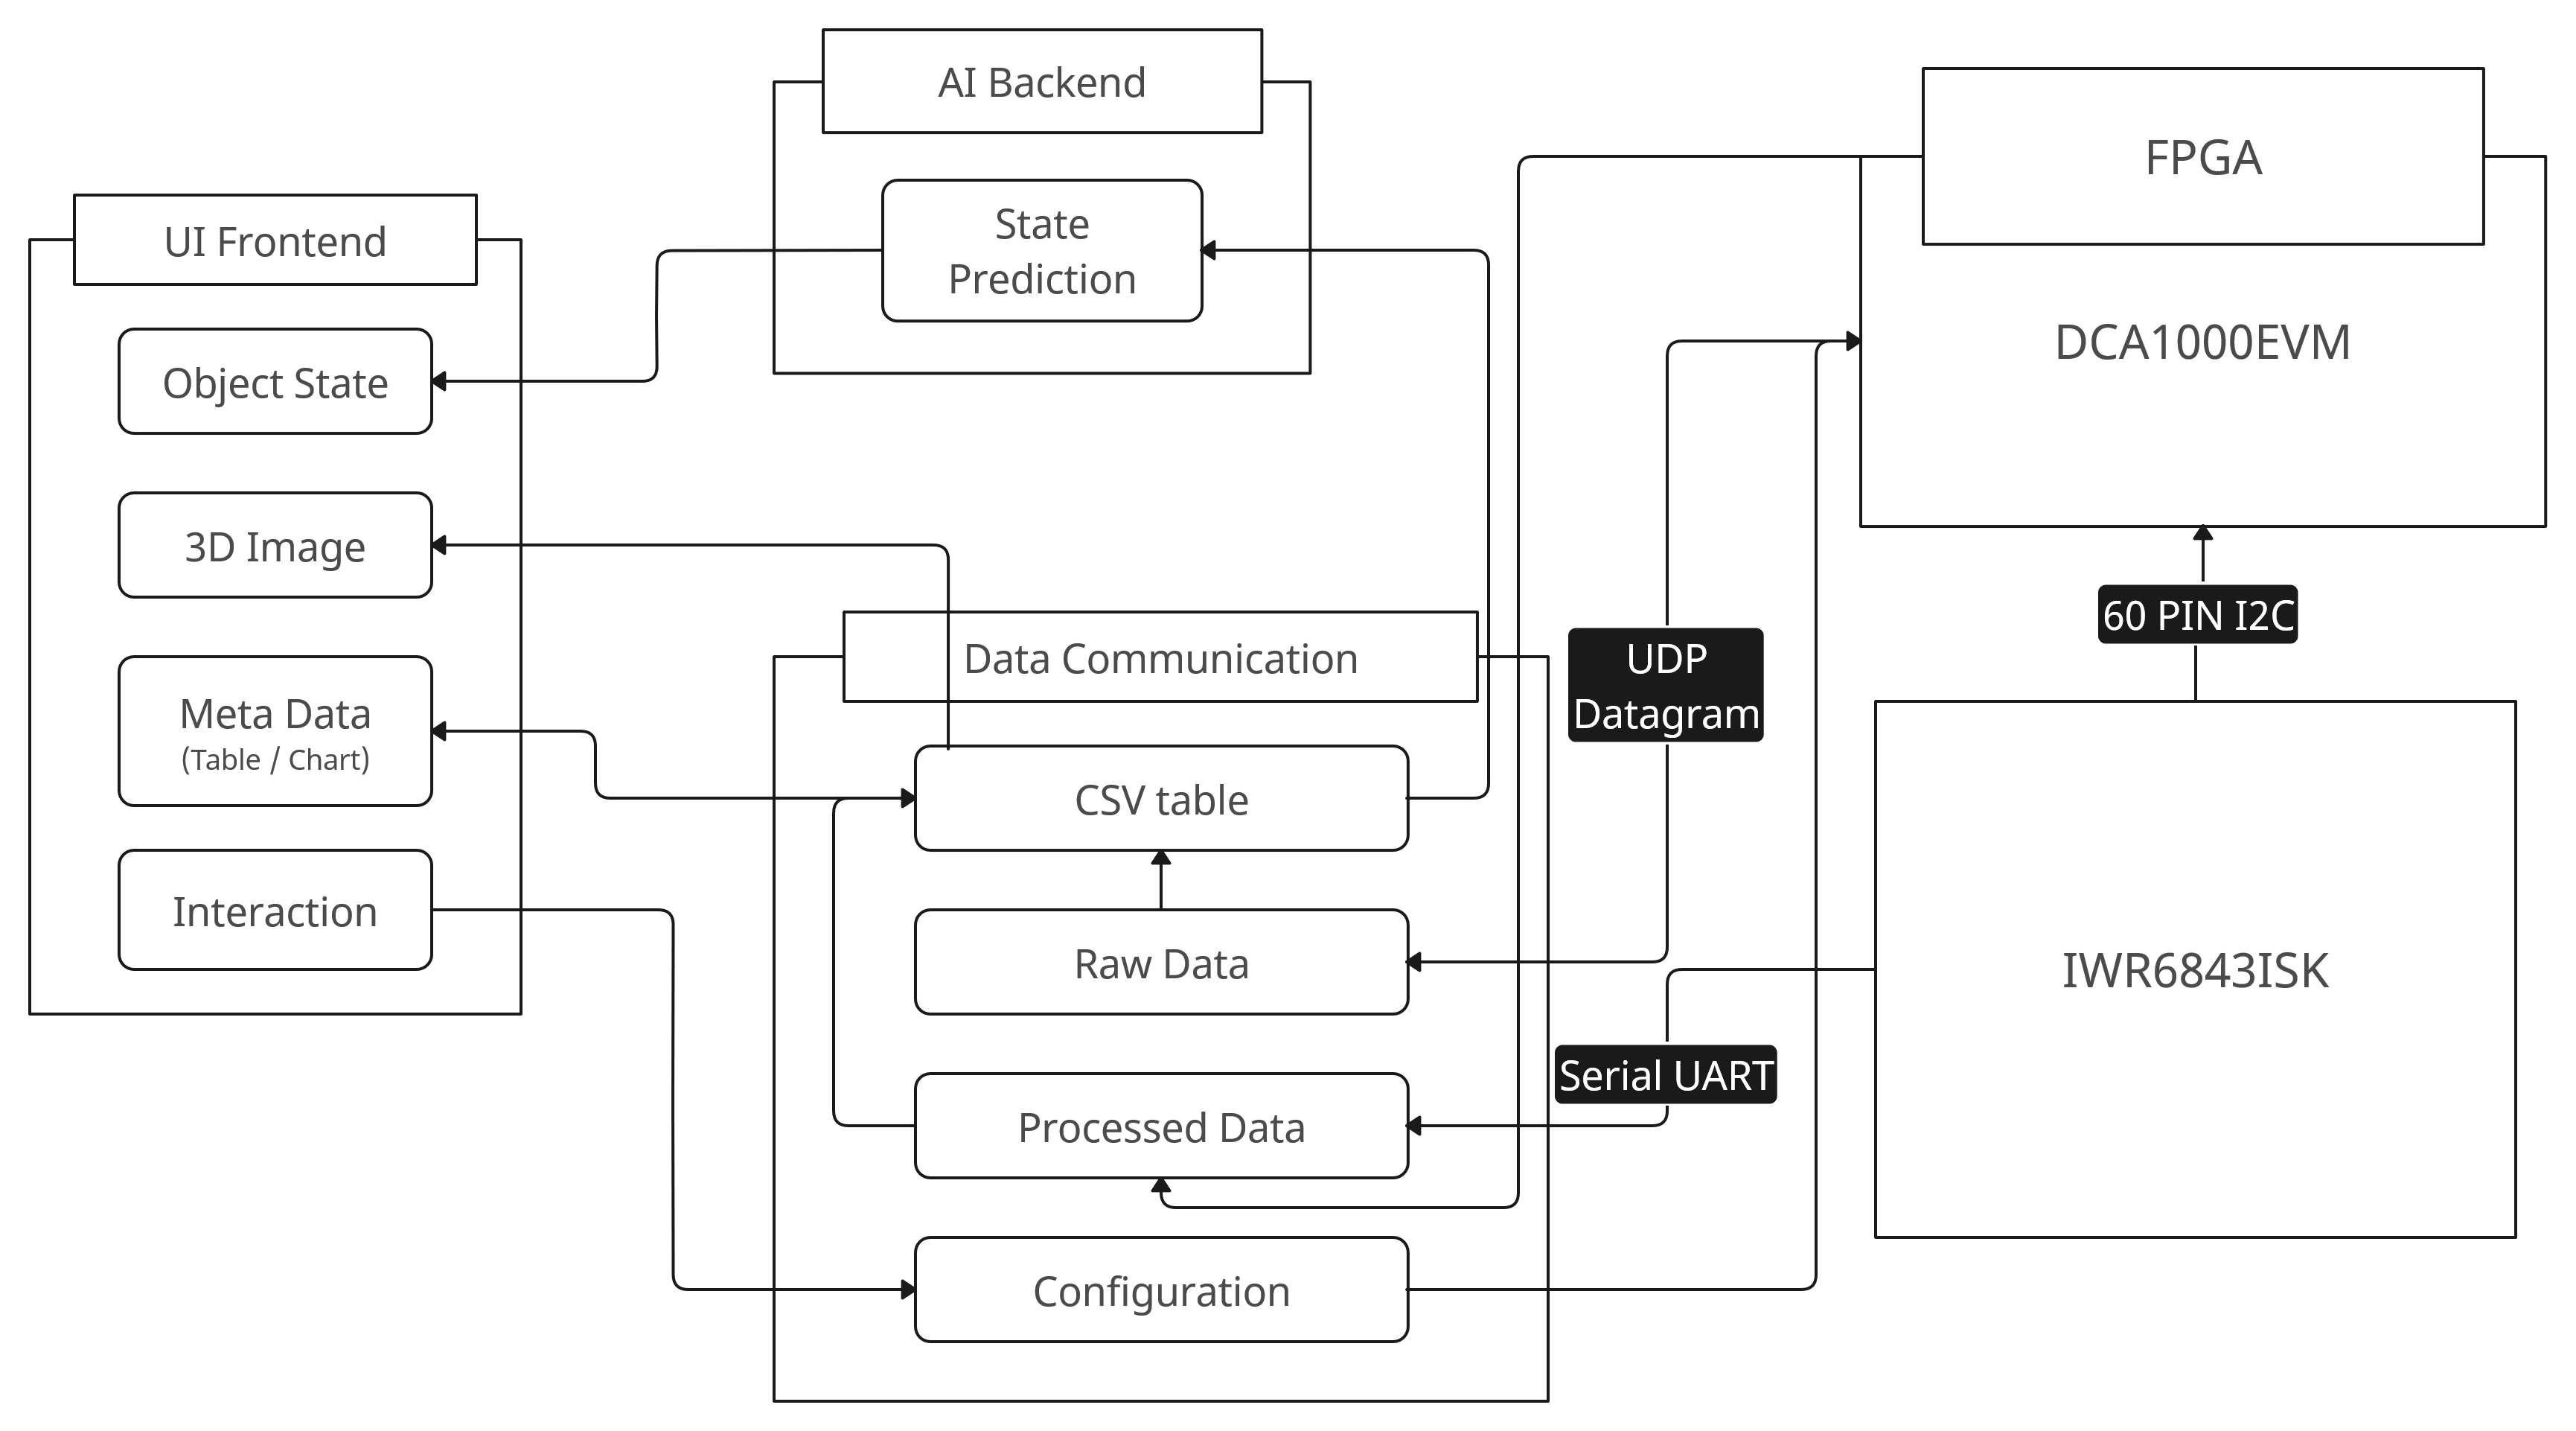 AI Backend
State
Prediction
UI Frontend
Object State
3D Image
Meta Data
(Table / Chart)
Interaction
Data Communication
CSV table
Raw Data
Processed Data
Configuration
UDP
Datagram
Serial UART
FPGA
DCA1000EVM
60 PIN I2C
IWR6843ISK